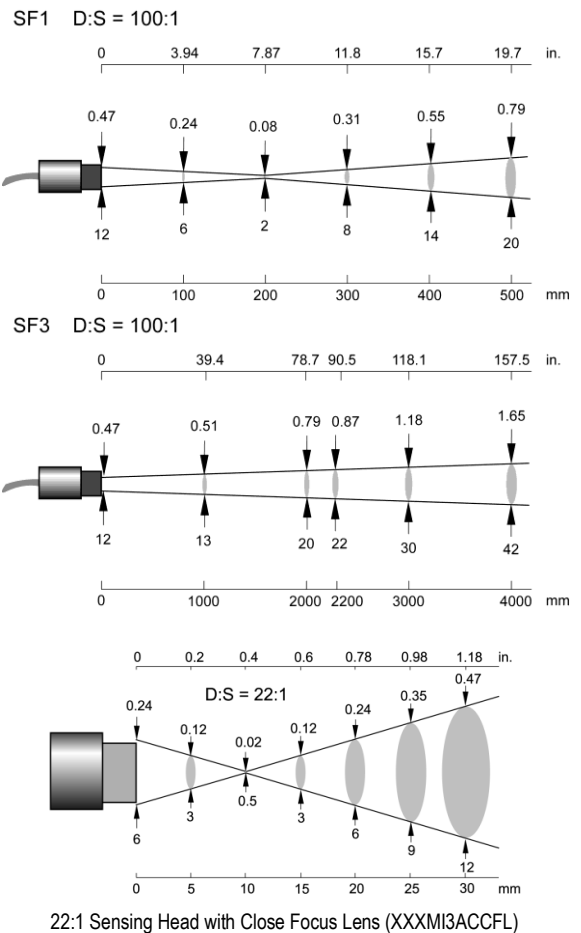 SF1 D:S = 100:1
0 3.94 7.87 11.8 15.7 19.7 in.
0.47 0.24 0.08 0.31 0.55 0.79
12 6 2 8 14 20
0 100 200 300 400 500 mm
SF3 D:S = 100:1
0 39.4 78.7 90.5 118.1 157.5 in.
0.47 0.51 0.79 0.87 1.18 1.65
12 13 20 22 30 42
0 1000 2000 2200 3000 4000 mm
0 0.2 0.4 0.6 0.78 0.98 1.18 in.
D:S = 22:1
0.24 0.12 0.02 0.12 0.24 0.35 0.47
6 3 0.5 3 6 9 12
0 5 10 15 20 25 30 mm
22:1 Sensing Head with Close Focus Lens (XXXMI3ACCFL)